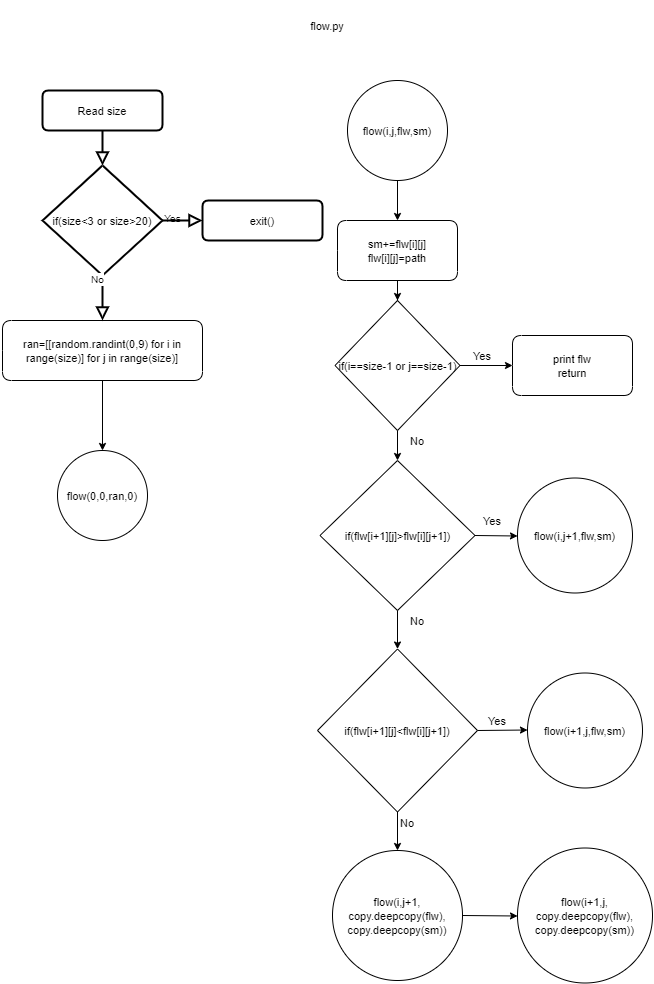 flow.py
Read size
if(size<3 or size>20)
Yes
exit()
No
ran=[[random.randint(0,9) for i in
range(size)] for j in range(size)]
flow(0,0,ran,0)
flow(i,j,flw,sm)
sm+=flw[i][j]
flw[i][j]=path
if(i==size-1 or j==size-1)
Yes
print flw
return
No
if(flw[i+1][j]>flw[i][j+1])
Yes
flow(i,j+1,flw,sm)
No
if(flw[i+1][j]<flw[i][j+1])
Yes
flow(i+1,j,flw,sm)
No
flow(i,j+1,
copy.deepcopy(flw),
copy.deepcopy(sm))
flow(i+1,j,
copy.deepcopy(flw),
copy.deepcopy(sm))